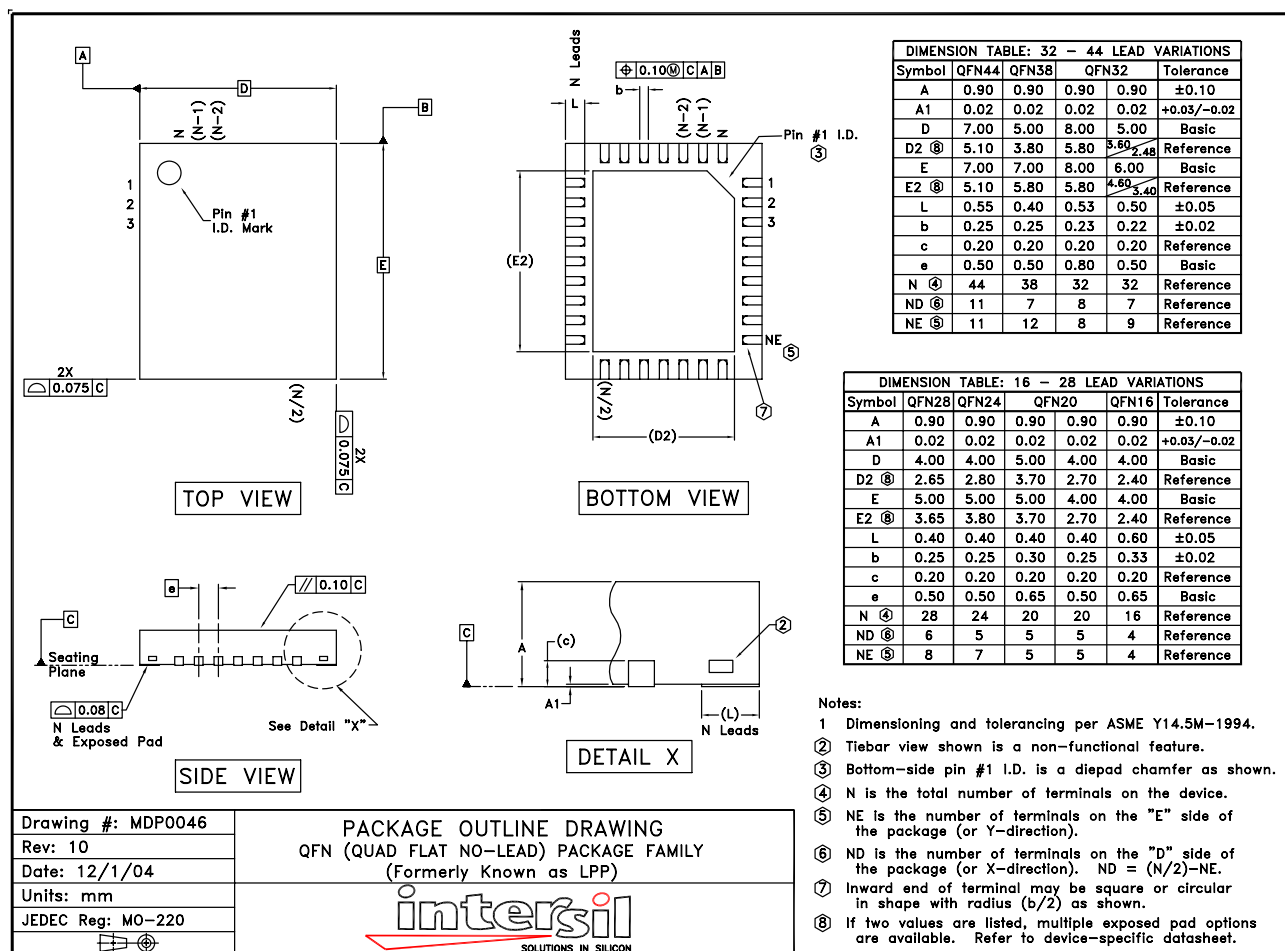 A
D
N
(N-1)
(N-2)
B
1
2
3
Pin #1
I.D. Mark
E
2X
0.075 C
(N/2)
2X
0.075 C
TOP VIEW
N Leads
L
0.10 M C A B
b
(N-2)
(N-1)
N
Pin #1 I.D.
3
1
2
3
(E2)
NE
5
(N/2)
7
(D2)
BOTTOM VIEW
e
// 0.10 C
C
Seating
Plane
0.08 C
N Leads
& Exposed Pad
See Detail "X"
SIDE VIEW
C
A
(c)
2
A1
(L)
N Leads
DETAIL X
DIMENSION TABLE: 32 - 44 LEAD VARIATIONS
Symbol QFN44 QFN38 QFN32 Tolerance
A 0.90 0.90 0.90 0.90 ±0.10
A1 0.02 0.02 0.02 0.02 +0.03/-0.02
D 7.00 5.00 8.00 5.00 Basic
D2 8 5.10 3.80 5.80 3.60/2.48 Reference
E 7.00 7.00 8.00 6.00 Basic
E2 8 5.10 5.80 5.80 4.60/3.40 Reference
L 0.55 0.40 0.53 0.50 ±0.05
b 0.25 0.25 0.23 0.22 ±0.02
c 0.20 0.20 0.20 0.20 Reference
e 0.50 0.50 0.80 0.50 Basic
N 4 44 38 32 32 Reference
ND 6 11 7 8 7 Reference
NE 5 11 12 8 9 Reference
DIMENSION TABLE: 16 - 28 LEAD VARIATIONS
Symbol QFN28 QFN24 QFN20 QFN16 Tolerance
A 0.90 0.90 0.90 0.90 0.90 ±0.10
A1 0.02 0.02 0.02 0.02 0.02 +0.03/-0.02
D 4.00 4.00 5.00 4.00 4.00 Basic
D2 8 2.65 2.80 3.70 2.70 2.40 Reference
E 5.00 5.00 5.00 4.00 4.00 Basic
E2 8 3.65 3.80 3.70 2.70 2.40 Reference
L 0.40 0.40 0.40 0.40 0.60 ±0.05
b 0.25 0.25 0.30 0.25 0.33 ±0.02
c 0.20 0.20 0.20 0.20 0.20 Reference
e 0.50 0.50 0.65 0.50 0.65 Basic
N 4 28 24 20 20 16 Reference
ND 6 6 5 5 5 4 Reference
NE 5 8 7 5 5 4 Reference
Notes:
1 Dimensioning and tolerancing per ASME Y14.5M-1994.
2 Tiebar view shown is a non-functional feature.
3 Bottom-side pin #1 I.D. is a diepad chamfer as shown.
4 N is the total number of terminals on the device.
5 NE is the number of terminals on the "E" side of
the package (or Y-direction).
6 ND is the number of terminals on the "D" side of
the package (or X-direction). ND = (N/2)-NE.
7 Inward end of terminal may be square or circular
in shape with radius (b/2) as shown.
8 If two values are listed, multiple exposed pad options
are available. Refer to device-specific datasheet.
Drawing #: MDP0046
Rev: 10
Date: 12/1/04
Units: mm
JEDEC Reg: MO-220
PACKAGE OUTLINE DRAWING
QFN (QUAD FLAT NO-LEAD) PACKAGE FAMILY
(Formerly Known as LPP)
intersil
SOLUTIONS IN SILICON